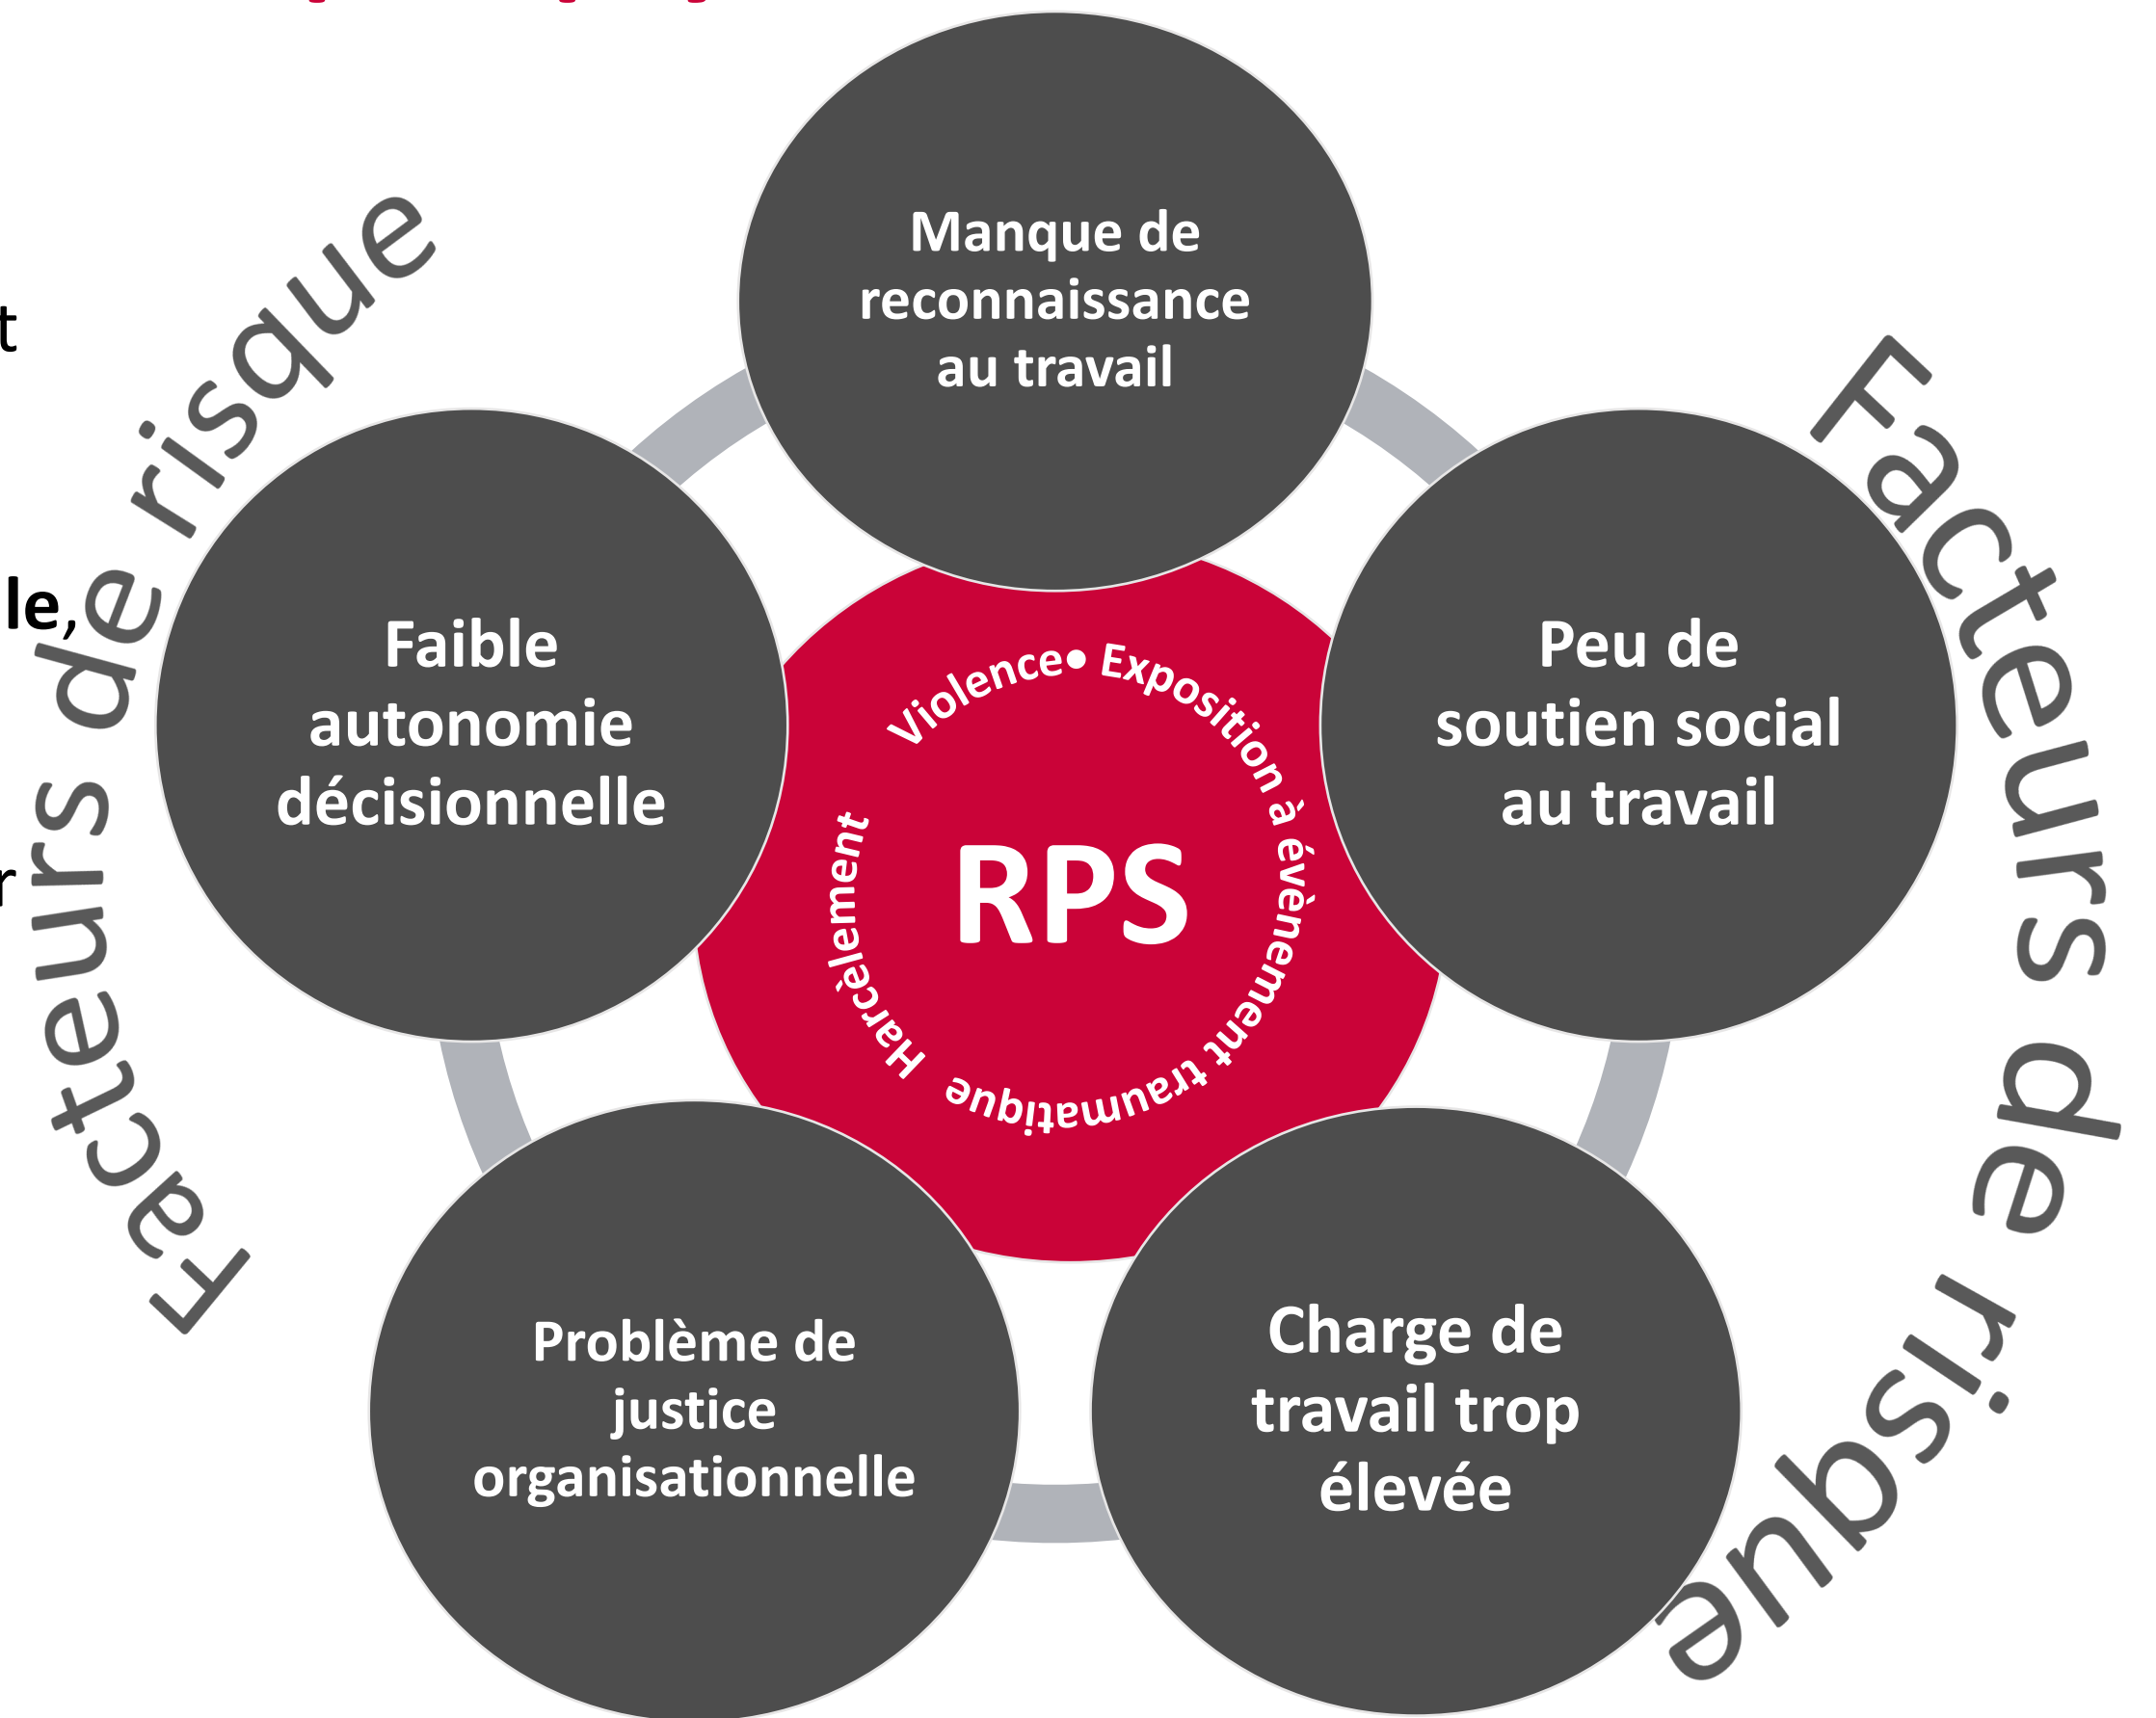 t
le,
r
Facteurs de risque
Manque de
reconnaissance
au travail
Faible
autonomie
décisionnelle
Peu de
soutien social
au travail
Violence• Exposition à évènement traumatique
Harcèlement
RPS
Problème de
justice
organisationnelle
Charge de
travail trop
élevée
Facteurs de risque